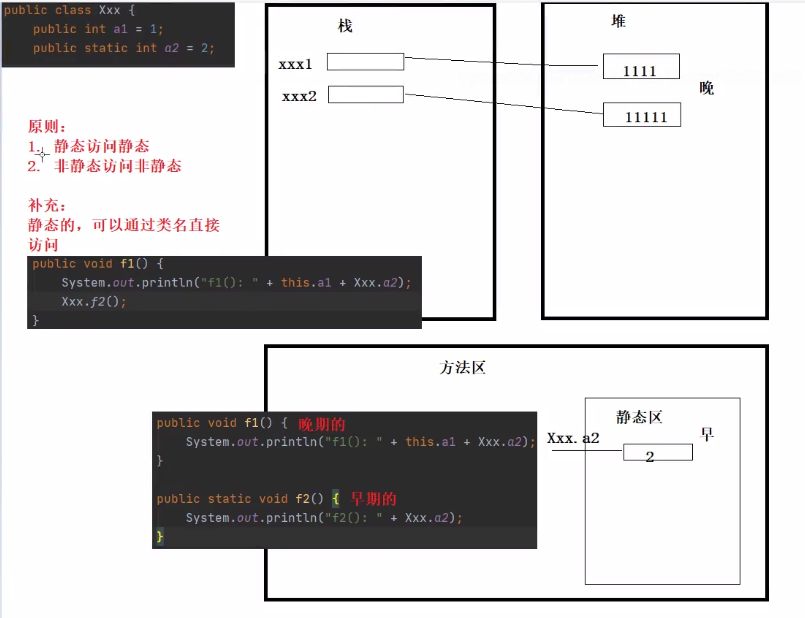 public class Xxx {
public int a1 = 1;
public static int a2 = 2;
栈
xxx1
xxx2
堆
1111
晚
11111
原则：
1. 静态访问静态
2. 非静态访问非静态
补充：
静态的，可以通过类名直接
访问
public void f1() {
System.out.println("f1(): " + this.a1 + Xxx.a2);
Xxx.f2();
}
方法区
public void f1() { 晚期的
System.out.println("f1(): " + this.a1 + Xxx.a2);
}
public static void f2() { 早期的
System.out.println("f2(): " + Xxx.a2);
}
静态区
Xxx.a2
早
2